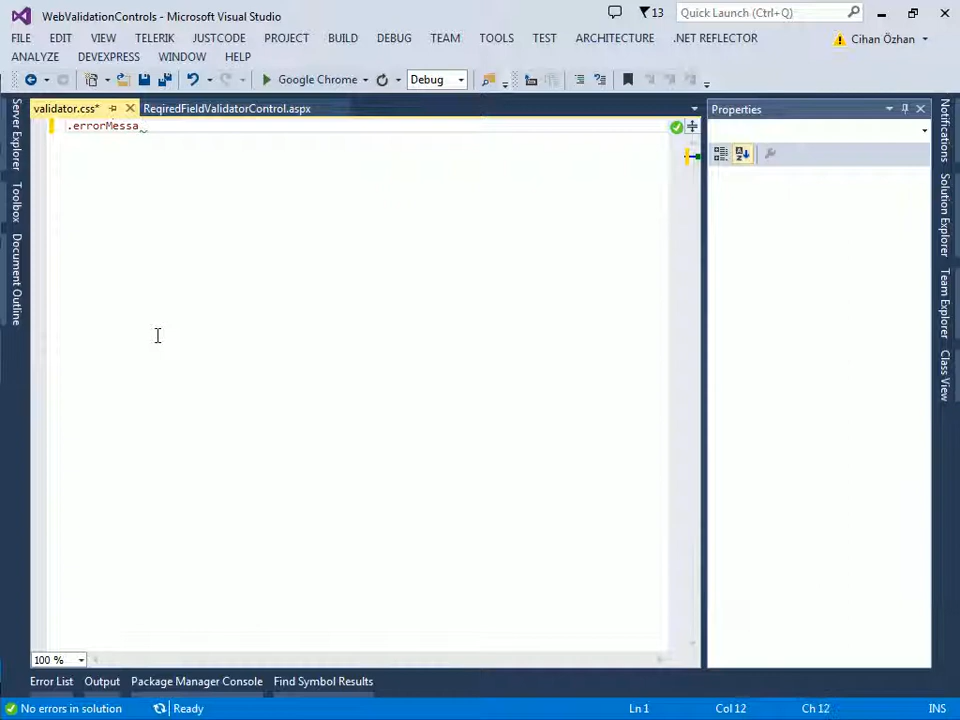 WebValidationControls - Microsoft Visual Studio
13
Quick Launch (Ctrl+Q)
FILE EDIT VIEW TELERIK JUSTCODE PROJECT BUILD DEBUG TEAM TOOLS TEST ARCHITECTURE .NET REFLECTOR
Cihan Özhan
ANALYZE DEVEXPRESS WINDOW HELP
Google Chrome
Debug
validator.css*
ReqiredFieldValidatorControl.aspx
Properties
.errorMessa
Server Explorer
Toolbox
Document Outline
Notifications
Solution Explorer
Team Explorer
Class View
100 %
Error List Output Package Manager Console Find Symbol Results
No errors in solution
Ready
Ln 1
Col 12
Ch 12
INS